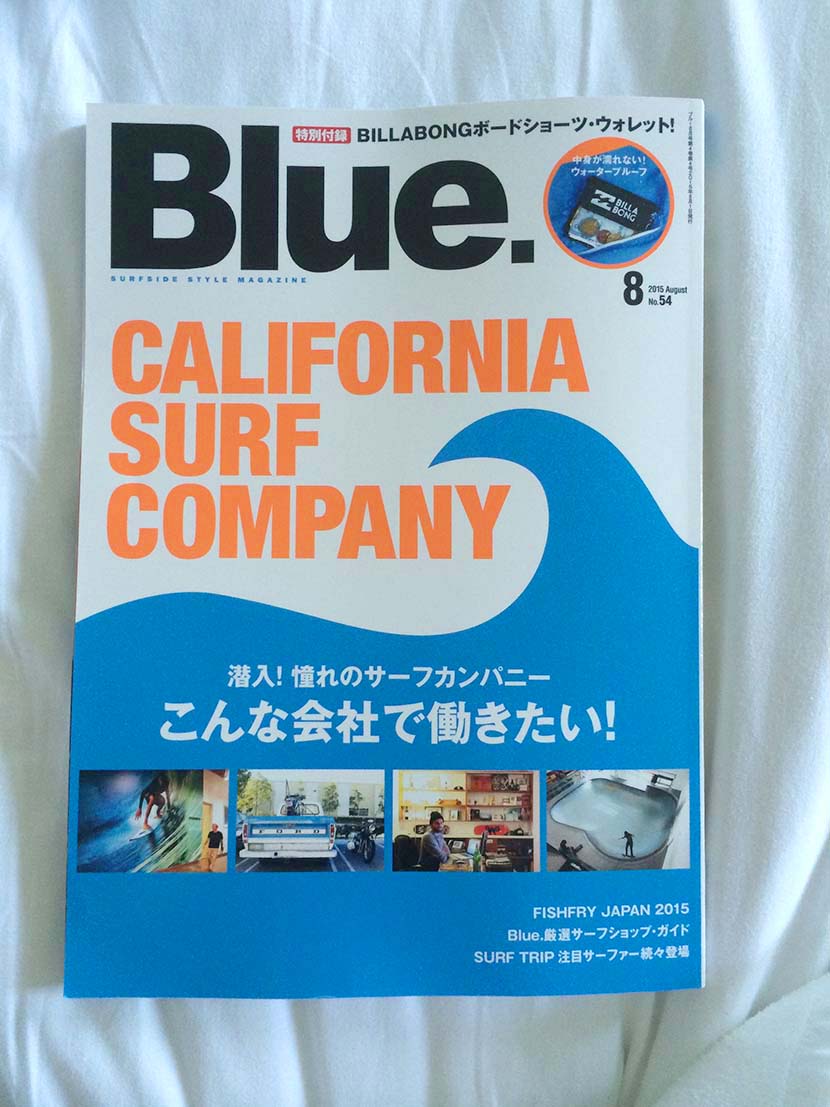 特別付録 BILLABONGボードショーツ・ウォレット!
Blue.
SURFSIDE STYLE MAGAZINE
中身が濡れない!
ウォータープルーフ
BILLA
BONG
8 2015 August
No.54
CALIFORNIA
SURF
COMPANY
潜入! 憧れのサーフカンパニー
こんな会社で働きたい!
FORD
FISHFRY JAPAN 2015
Blue.厳選サーフショップ・ガイド
SURF TRIP 注目サーファー続々登場